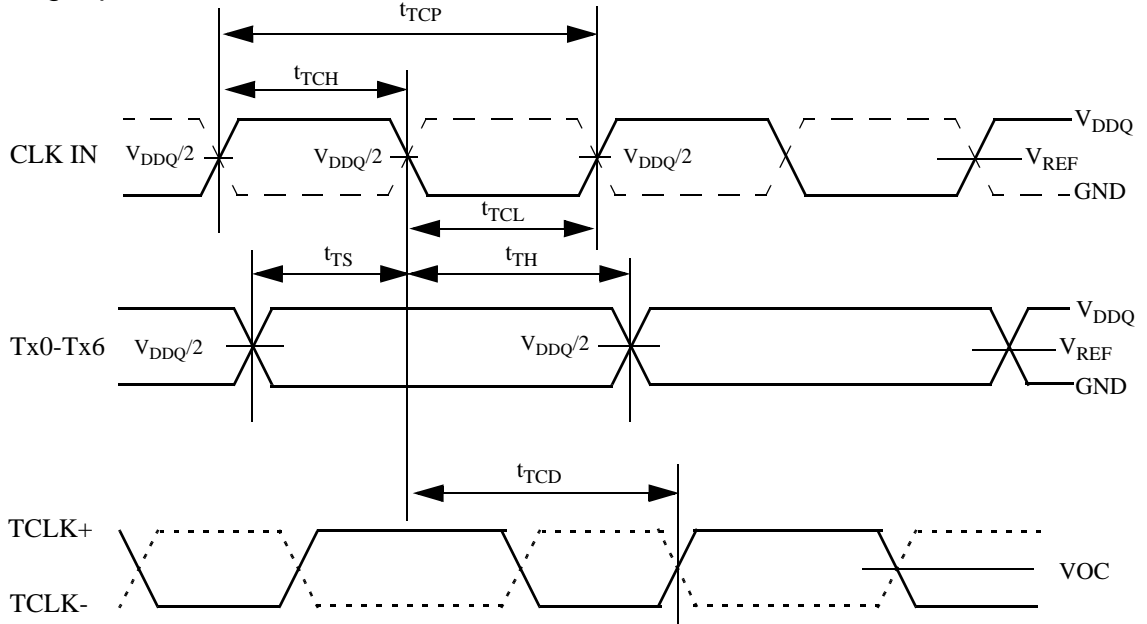 tTCP
tTCH
CLK IN
VDDQ/2
VDDQ/2
VDDQ/2
VDDQ
VREF
GND
tTCL
tTS
tTH
Tx0-Tx6
VDDQ/2
VDDQ/2
VDDQ
VREF
GND
tTCD
TCLK+
VOC
TCLK-